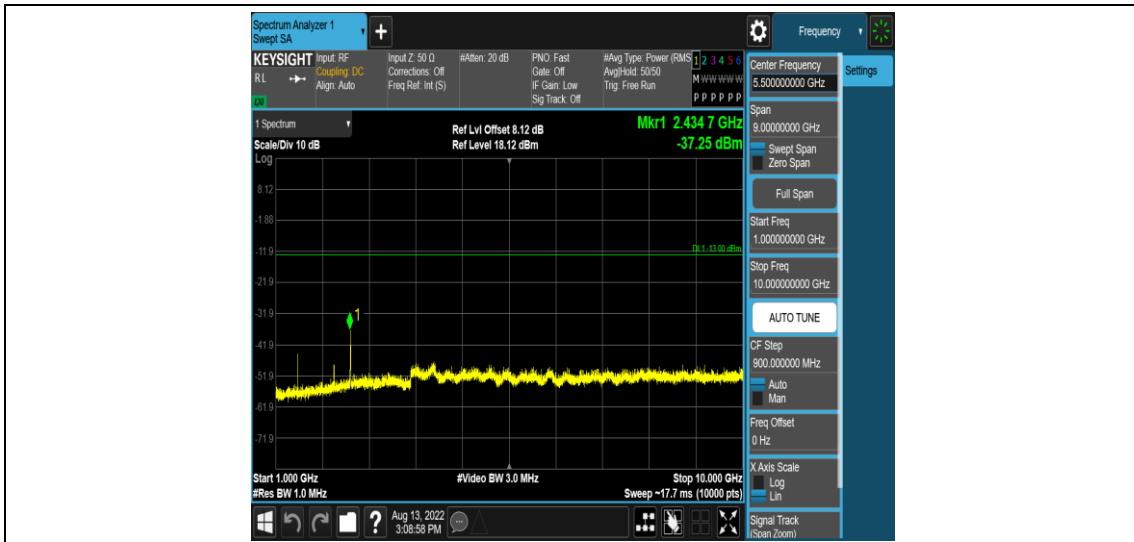 Spectrum Analyzer 1
Swept SA
+
Frequency
KEYSIGHT
RL
LXI
Input: RF
Coupling: DC
Align: Auto
Input Z: 50 Ω
Corrections: Off
Freq Ref: Int (S)
#Atten: 20 dB
PNO: Fast
Gate: Off
IF Gain: Low
Sig Track: Off
#Avg Type: Power (RMS
Avg|Hold: 50/50
Trig: Free Run
1 2 3 4 5 6
M W W W W W
P P P P P P
1 Spectrum
Scale/Div 10 dB
Log
Ref Lvl Offset 8.12 dB
Ref Level 18.12 dBm
Mkr1 2.434 7 GHz
-37.25 dBm
8.12
-1.88
-11.9
DL1 -13.00 dBm
-21.9
-31.9
1
-41.9
-51.9
-61.9
-71.9
Start 1.000 GHz
#Res BW 1.0 MHz
#Video BW 3.0 MHz
Stop 10.000 GHz
Sweep ~17.7 ms (10000 pts)
Center Frequency
5.500000000 GHz
Settings
Span
9.00000000 GHz
Swept Span
Zero Span
Full Span
Start Freq
1.000000000 GHz
Stop Freq
10.000000000 GHz
AUTO TUNE
CF Step
900.000000 MHz
Auto
Man
Freq Offset
0 Hz
X Axis Scale
Log
Lin
Signal Track
(Span Zoom)
?
Aug 13, 2022
3:08:58 PM